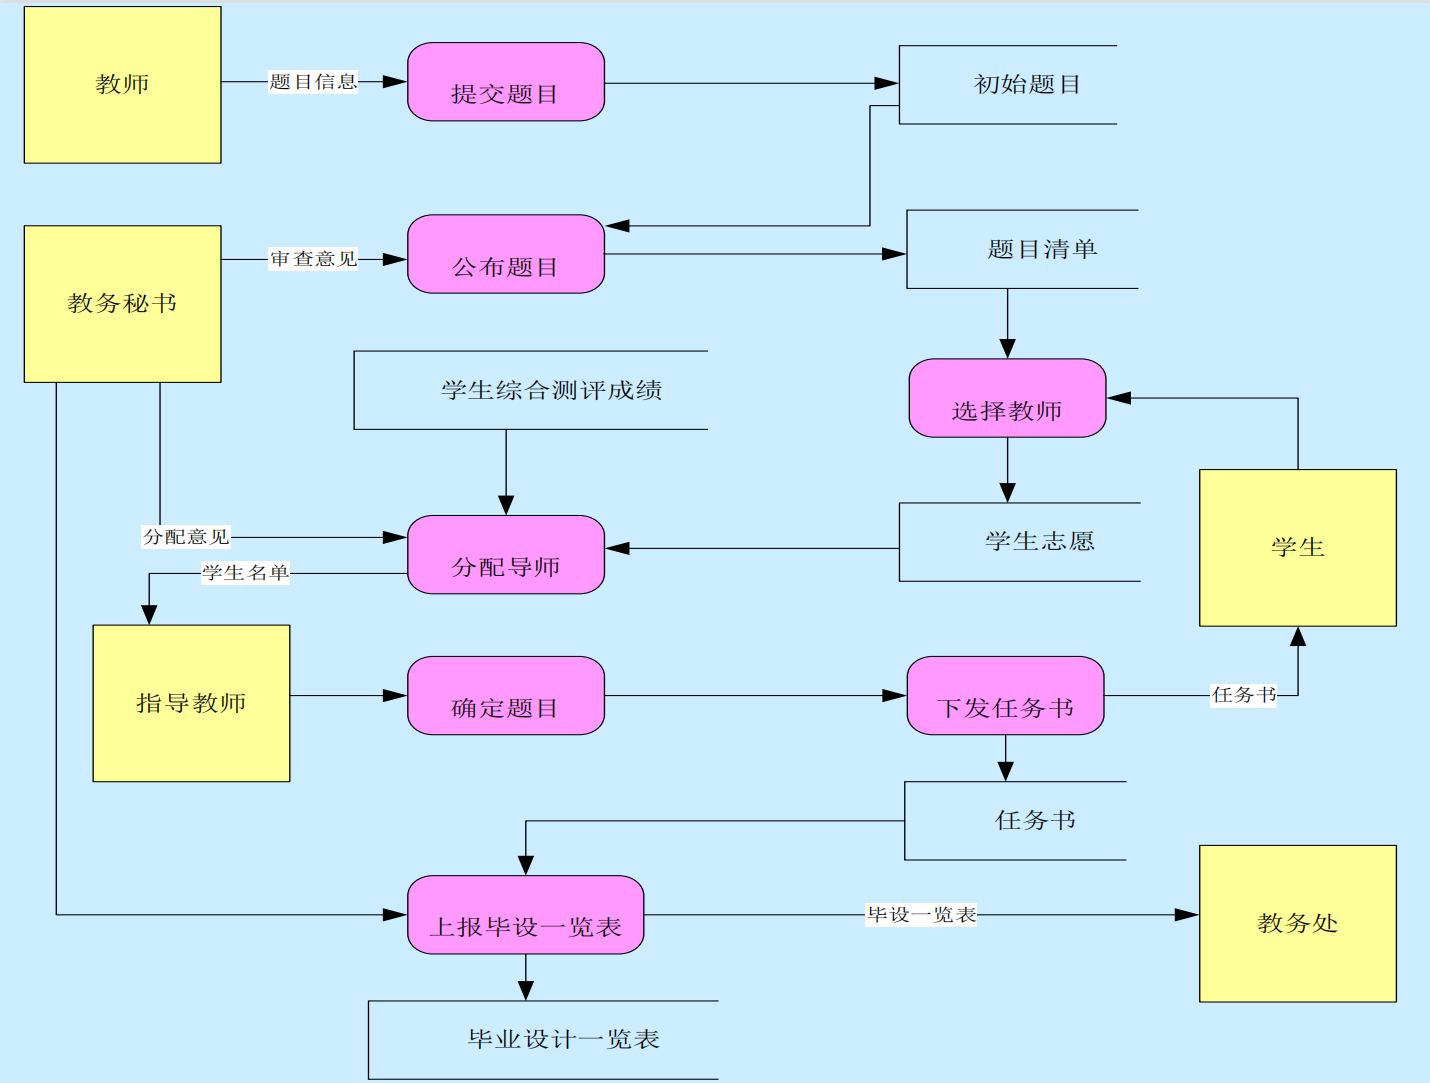 教师
题目信息
提交题目
初始题目
教务秘书
审查意见
公布题目
题目清单
学生综合测评成绩
选择教师
分配意见
学生名单
分配导师
学生志愿
学生
指导教师
确定题目
下发任务书
任务书
任务书
上报毕设一览表
毕设一览表
教务处
毕业设计一览表